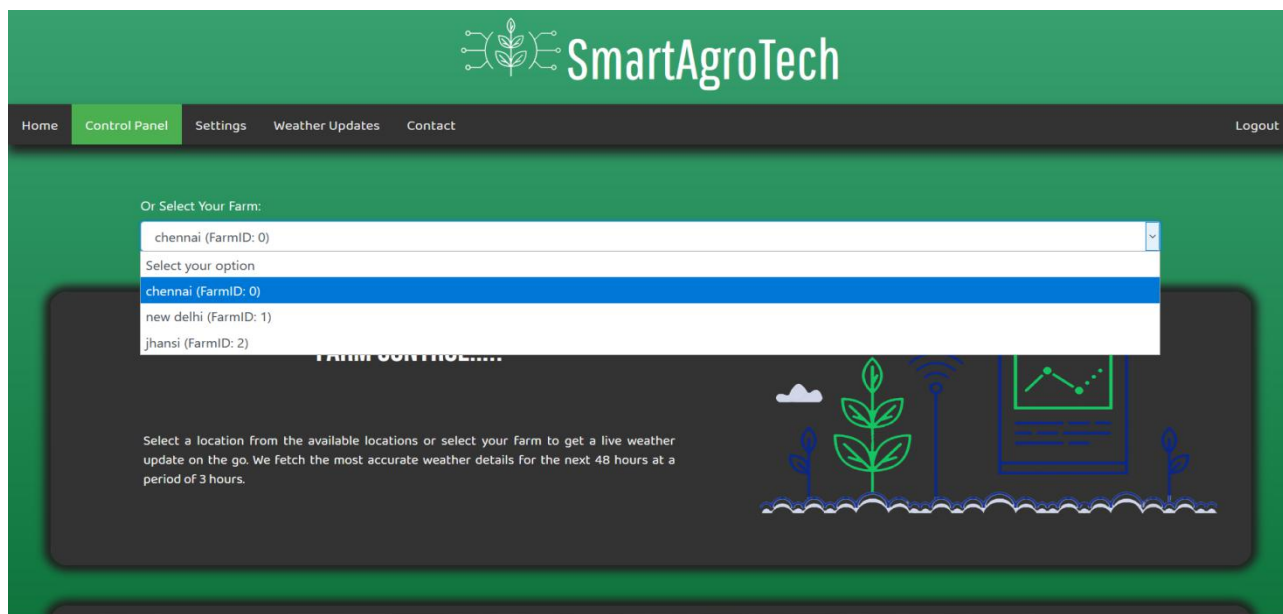 SmartAgroTech
Home Control Panel Settings Weather Updates Contact Logout
Or Select Your Farm:
chennai (FarmID: 0)
Select your option
chennai (FarmID: 0)
new delhi (FarmID: 1)
jhansi (FarmID: 2)
FARM CONTROL.....
Select a location from the available locations or select your farm to get a live weather
update on the go. We fetch the most accurate weather details for the next 48 hours at a
period of 3 hours.